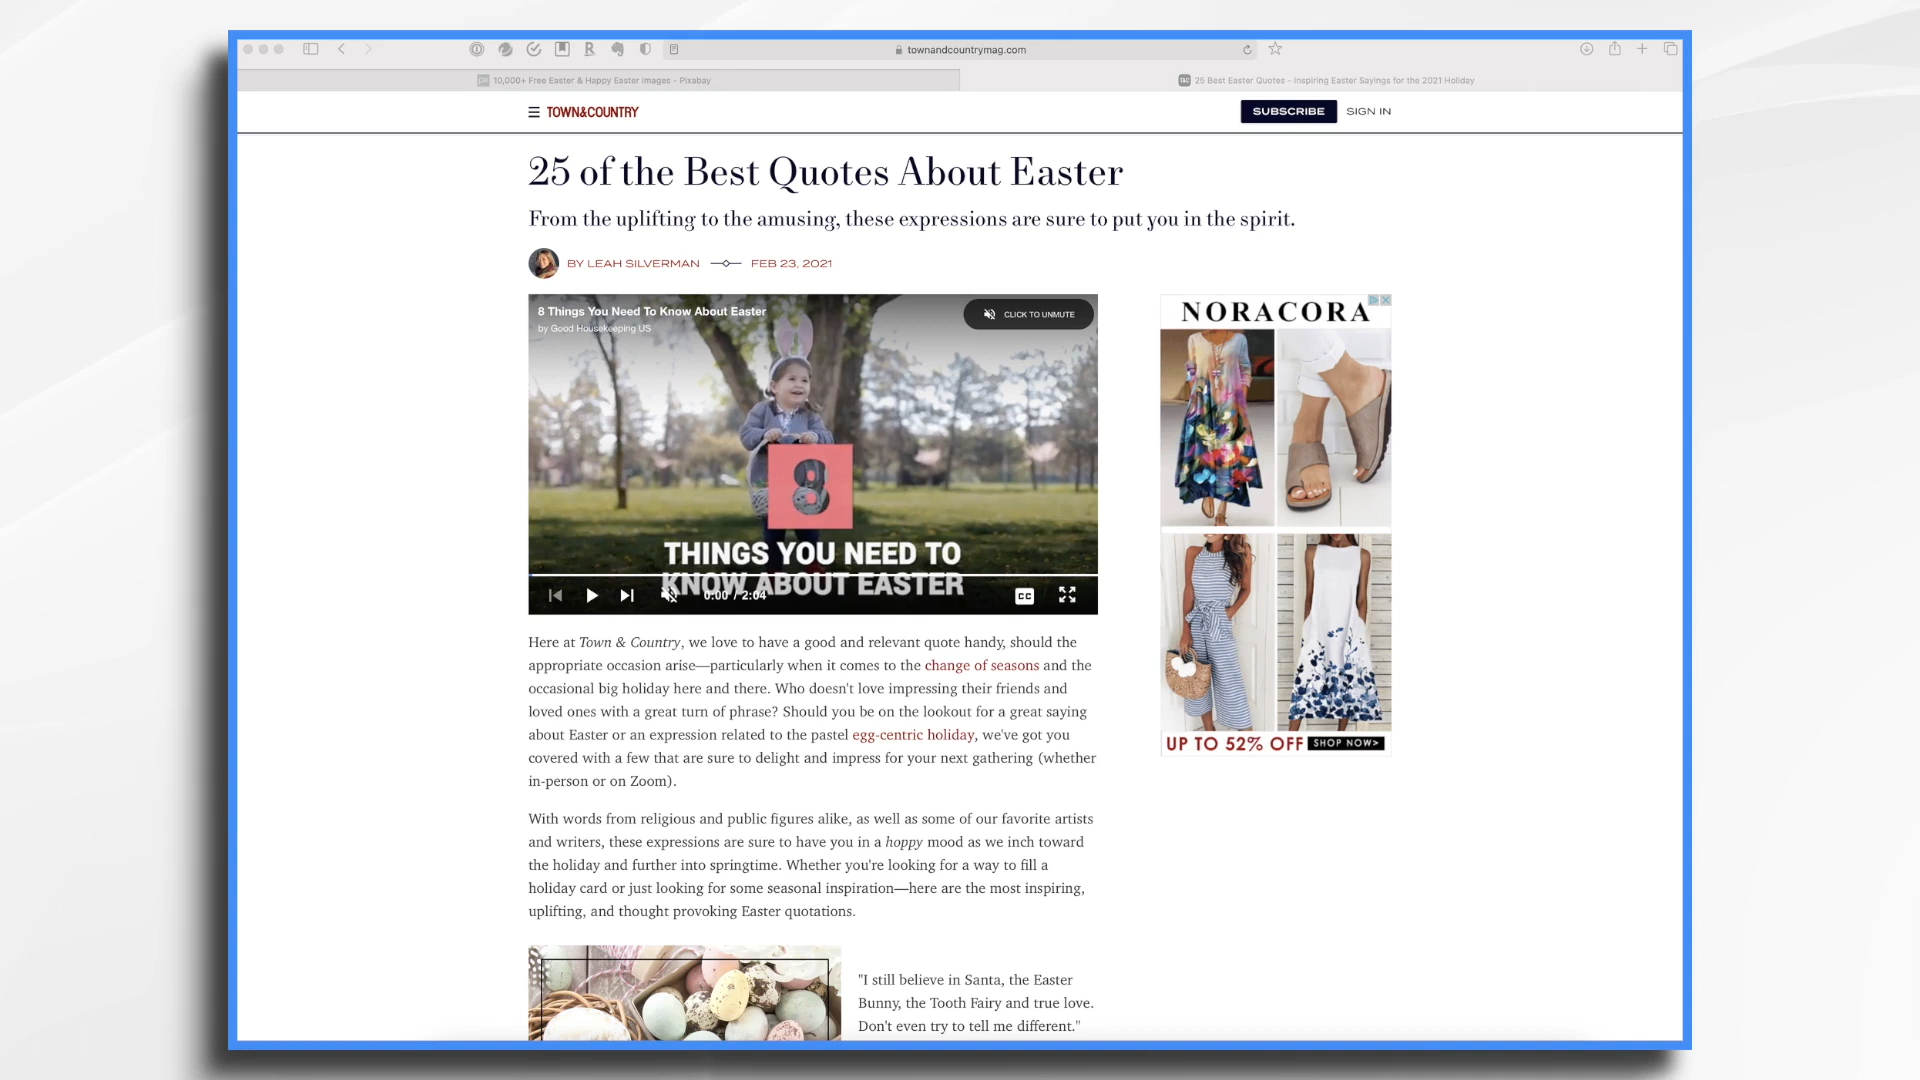 townandcountrymag.com
10,000+ Free Easter & Happy Easter Images - Pixabay
T&C 25 Best Easter Quotes - Inspiring Easter Sayings for the 2021 Holiday
TOWN&COUNTRY
SUBSCRIBE SIGN IN
25 of the Best Quotes About Easter
From the uplifting to the amusing, these expressions are sure to put you in the spirit.
BY LEAH SILVERMAN FEB 23, 2021
8 Things You Need To Know About Easter
by Good Housekeeping US
CLICK TO UNMUTE
8
THINGS YOU NEED TO
KNOW ABOUT EASTER
0:00 / 2:04
CC
NORACORA
UP TO 52% OFF SHOP NOW>
Here at Town & Country, we love to have a good and relevant quote handy, should the
appropriate occasion arise—particularly when it comes to the change of seasons and the
occasional big holiday here and there. Who doesn't love impressing their friends and
loved ones with a great turn of phrase? Should you be on the lookout for a great saying
about Easter or an expression related to the pastel egg-centric holiday, we've got you
covered with a few that are sure to delight and impress for your next gathering (whether
in-person or on Zoom).
With words from religious and public figures alike, as well as some of our favorite artists
and writers, these expressions are sure to have you in a hoppy mood as we inch toward
the holiday and further into springtime. Whether you're looking for a way to fill a
holiday card or just looking for some seasonal inspiration—here are the most inspiring,
uplifting, and thought provoking Easter quotations.
"I still believe in Santa, the Easter
Bunny, the Tooth Fairy and true love.
Don't even try to tell me different."